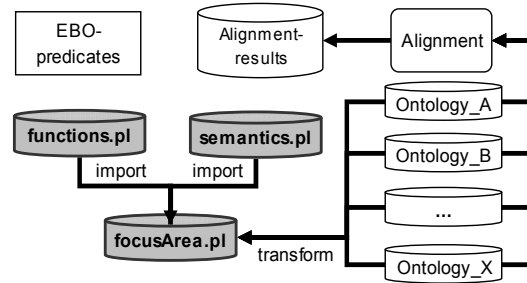 EBO-
predicates
Alignment-
results
Alignment
Ontology_A
functions.pl
semantics.pl
Ontology_B
import
import
...
focusArea.pl
transform
Ontology_X